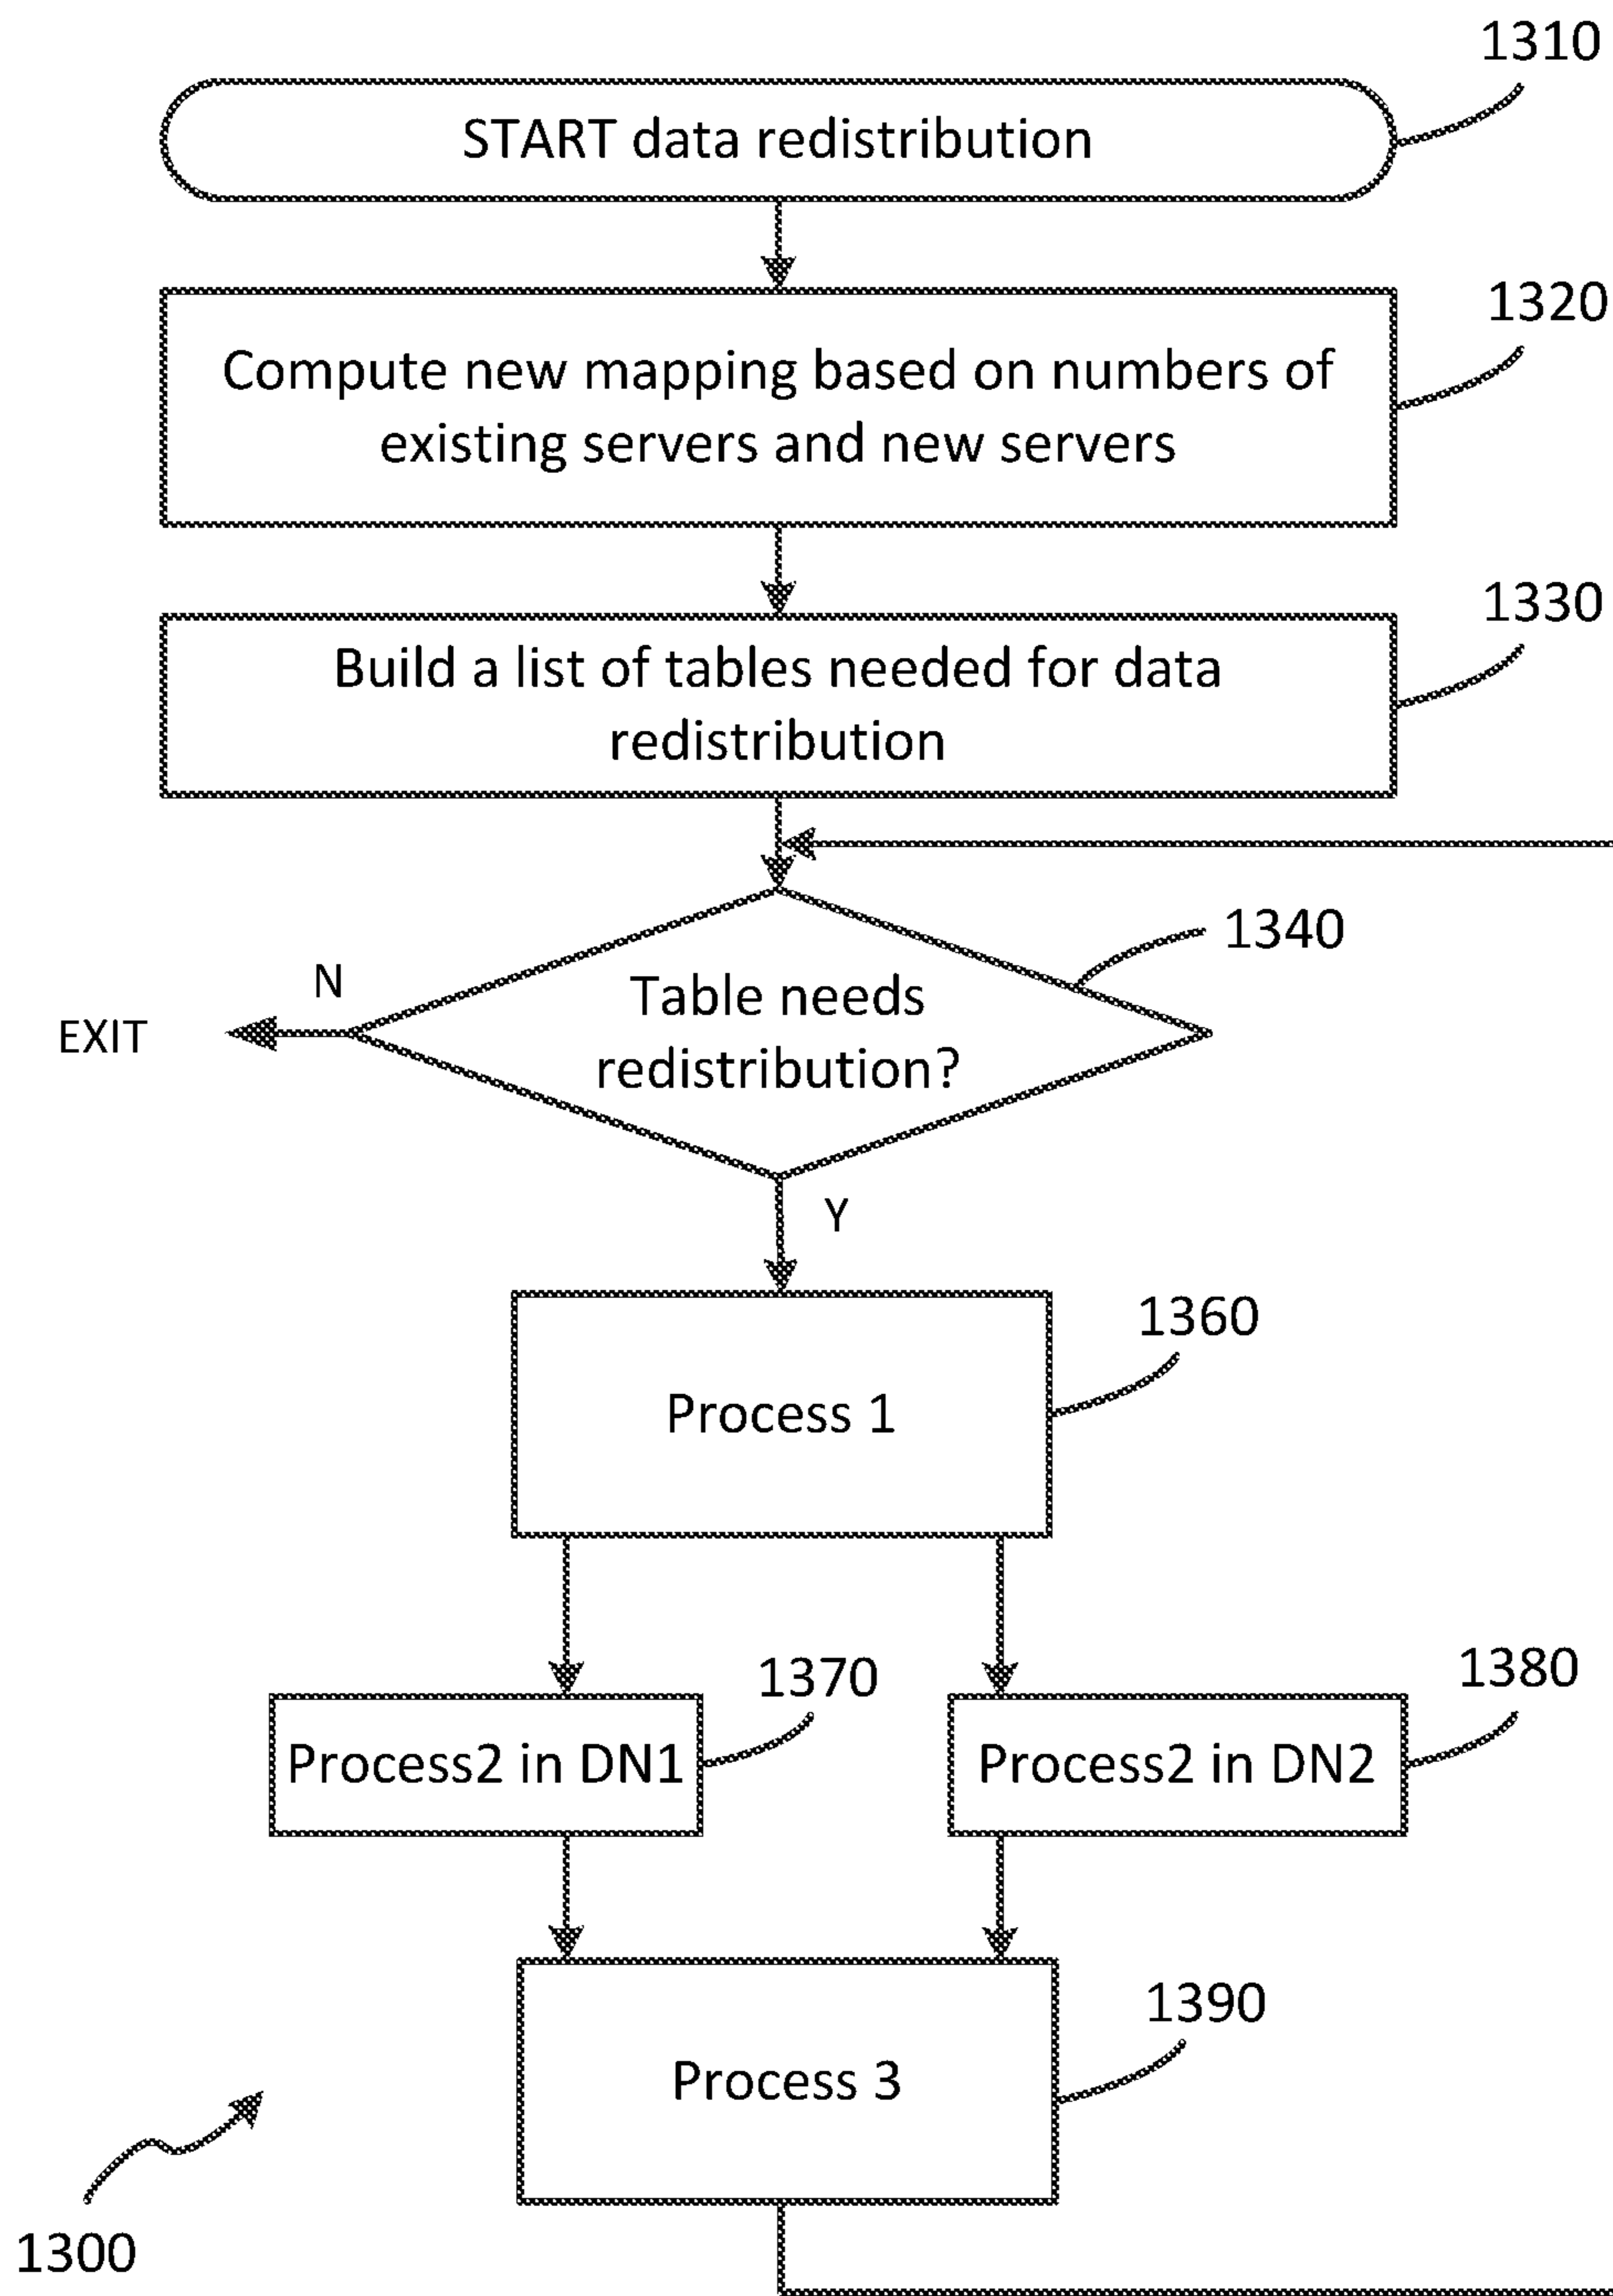 1310
START data redistribution
1320
Compute new mapping based on numbers of
existing servers and new servers
1330
Build a list of tables needed for data
redistribution
1340
N
Table needs
EXIT
redistribution?
Y
1360
Process 1
1370
1380
Process2 in DN1
Process2 in DN2
1390
Process 3
1300